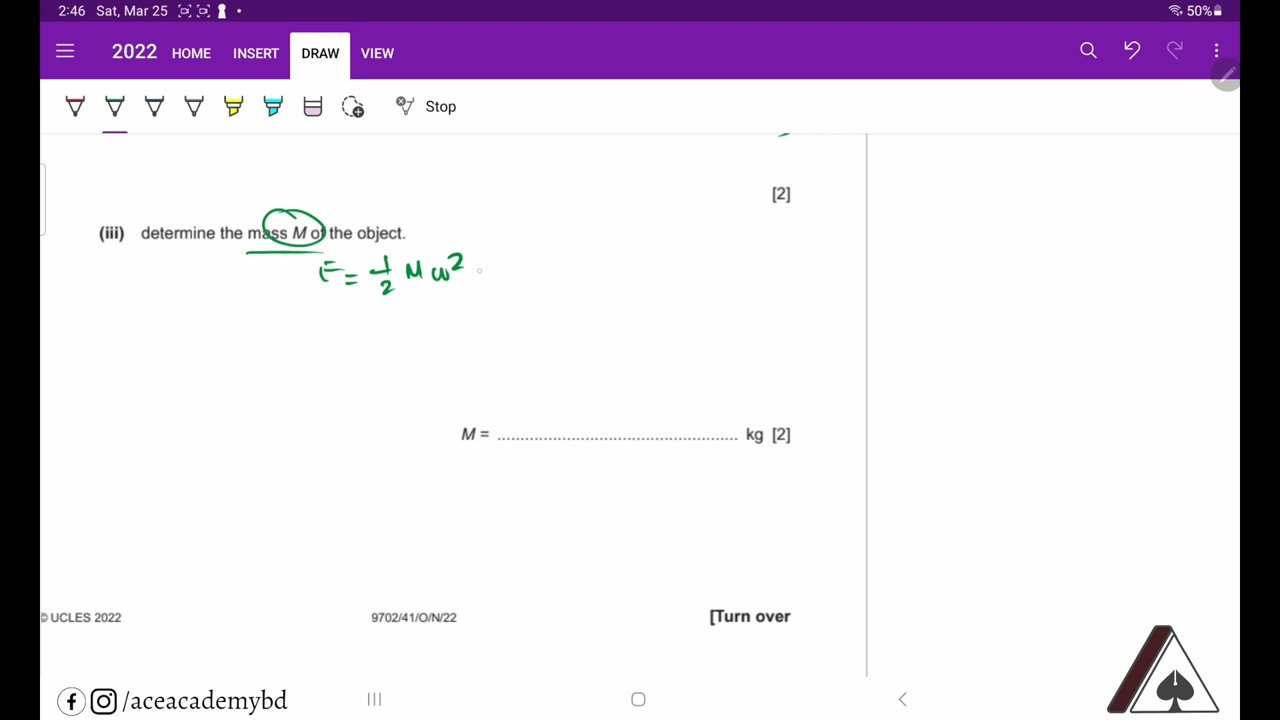 2:46 Sat, Mar 25 50%
2022 HOME INSERT DRAW VIEW
Stop
[2]
(iii) determine the mass M of the object.
E = 1/2 M ω²
M = ................................................ kg [2]
© UCLES 2022 9702/41/O/N/22 [Turn over
/aceacademybd